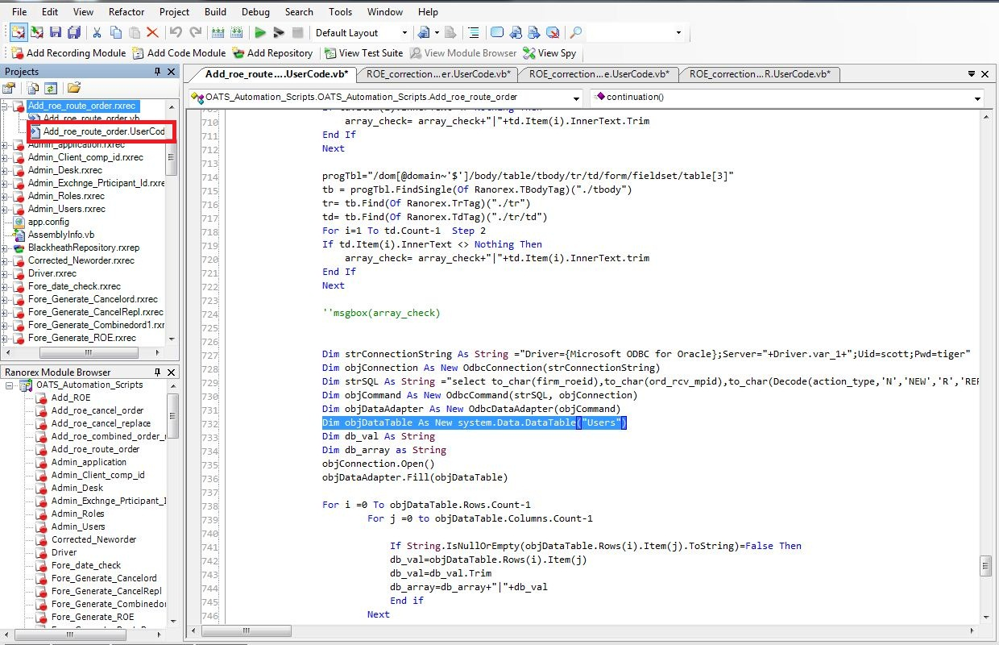 File Edit View Refactor Project Build Debug Search Tools Window Help
Default Layout
Add Recording Module Add Code Module Add Repository View Test Suite View Module Browser View Spy
Projects
Add_roe_route_order.rxrec
Add_roe_route_order.vb
Add_roe_route_order.UserCod
Admin_application.rxrec
Admin_Client_comp_id.rxrec
Admin_Desk.rxrec
Admin_Exchnge_Prticipant_Id.rxre
Admin_Roles.rxrec
Admin_Users.rxrec
app.config
AssemblyInfo.vb
BlackheathRepository.rxrep
Corrected_Neworder.rxrec
Driver.rxrec
Fore_date_check.rxrec
Fore_Generate_Cancelord.rxrec
Fore_Generate_CancelRepl.rxrec
Fore_Generate_Combinedord1.rxr
Fore_Generate_ROE.rxrec
Ranorex Module Browser
OATS_Automation_Scripts
Add_ROE
Add_roe_cancel_order
Add_roe_cancel_replace
Add_roe_combined_order_
Add_roe_route_order
Admin_application
Admin_Client_comp_id
Admin_Desk
Admin_Exchnge_Prticipant_I
Admin_Roles
Admin_Users
Corrected_Neworder
Driver
Fore_date_check
Fore_Generate_Cancelord
Fore_Generate_CancelRepl
Fore_Generate_Combinedor
Fore_Generate_ROE
Add_roe_route....UserCode.vb* ROE_correction...er.UserCode.vb* ROE_correction...e.UserCode.vb* ROE_correction...R.UserCode.vb*
OATS_Automation_Scripts.OATS_Automation_Scripts.Add_roe_route_order continuation()
710 array_check= array_check+"|"+td.Item(i).InnerText.Trim
711 End If
712 Next
713
714 progTbl="/dom[@domain~'$']/body/table/tbody/tr/td/form/fieldset/table[3]"
715 tb = progTbl.FindSingle(Of Ranorex.TBodyTag)("./tbody")
716 tr= tb.Find(Of Ranorex.TrTag)("./tr")
717 td= tb.Find(Of Ranorex.TdTag)("./tr/td")
718 For i=1 To td.Count-1 Step 2
719 If td.Item(i).InnerText <> Nothing Then
720 array_check= array_check+"|"+td.Item(i).InnerText.trim
721 End If
722 Next
723
724 ''msgbox(array_check)
725
726
727 Dim strConnectionString As String ="Driver={Microsoft ODBC for Oracle};Server="+Driver.var_1+";Uid=scott;Pwd=tiger"
728 Dim objConnection As New OdbcConnection(strConnectionString)
729 Dim strSQL As String ="select to_char(firm_roeid),to_char(ord_rcv_mpid),to_char(Decode(action_type,'N','NEW','R','REP
730 Dim objCommand As New OdbcCommand(strSQL, objConnection)
731 Dim objDataAdapter As New OdbcDataAdapter(objCommand)
732 Dim objDataTable As New system.Data.DataTable("Users")
733 Dim db_val As String
734 Dim db_array as String
735 objConnection.Open()
736 objDataAdapter.Fill(objDataTable)
737
738 For i =0 To objDataTable.Rows.Count-1
739 For j =0 to objDataTable.Columns.Count-1
740
741 If String.IsNullOrEmpty(objDataTable.Rows(i).Item(j).ToString)=False Then
742 db_val=objDataTable.Rows(i).Item(j)
743 db_val=db_val.Trim
744 db_array=db_array+"|"+db_val
745 End if
746 Next